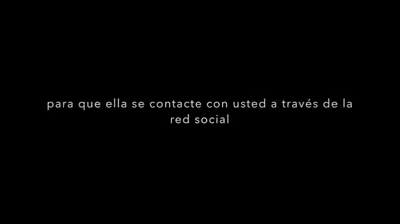 para que ella se contacte con usted a través de la
red social